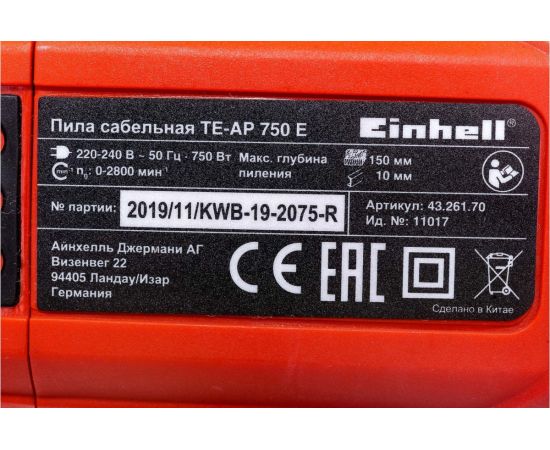 Пила сабельная TE-AP 750 E
Einhell®
220-240 В ~ 50 Гц · 750 Вт
n₀: 0-2800 мин⁻¹
Макс. глубина
пиления
150 мм
10 мм
№ партии: 2019/11/KWB-19-2075-R
Артикул: 43.261.70
Ид. №: 11017
Айнхелль Джермани АГ
Визенвег 22
94405 Ландау/Изар
Германия
CE EAC
Сделано в Китае